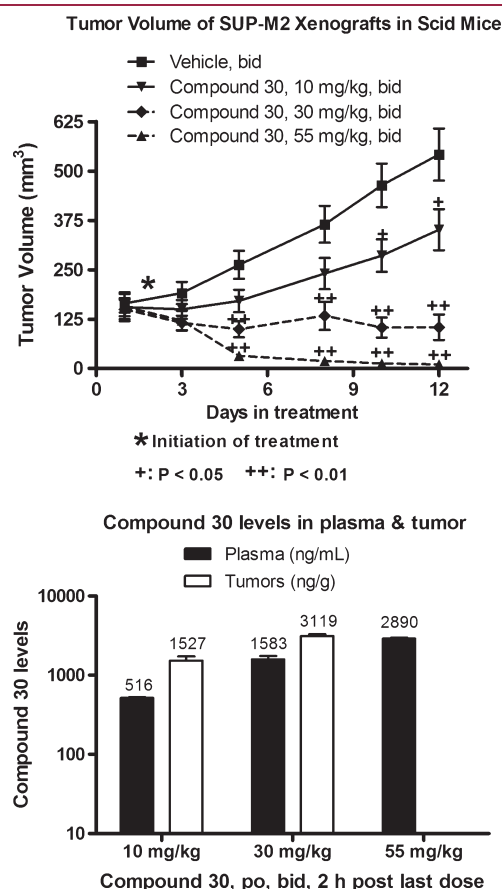 Tumor Volume of SUP-M2 Xenografts in Scid Mice
Vehicle, bid
Compound 30, 10 mg/kg, bid
Compound 30, 30 mg/kg, bid
Compound 30, 55 mg/kg, bid
Tumor Volume (mm³)
625
500
375
250
125
0
+
+
++
++
++
++
++
++
++
++
*
0 3 6 9 12
Days in treatment
* Initiation of treatment
+: P < 0.05 ++: P < 0.01
Compound 30 levels in plasma & tumor
Plasma (ng/mL)
Tumors (ng/g)
Compound 30 levels
10000
1000
100
10
516 1527 1583 3119 2890
10 mg/kg 30 mg/kg 55 mg/kg
Compound 30, po, bid, 2 h post last dose